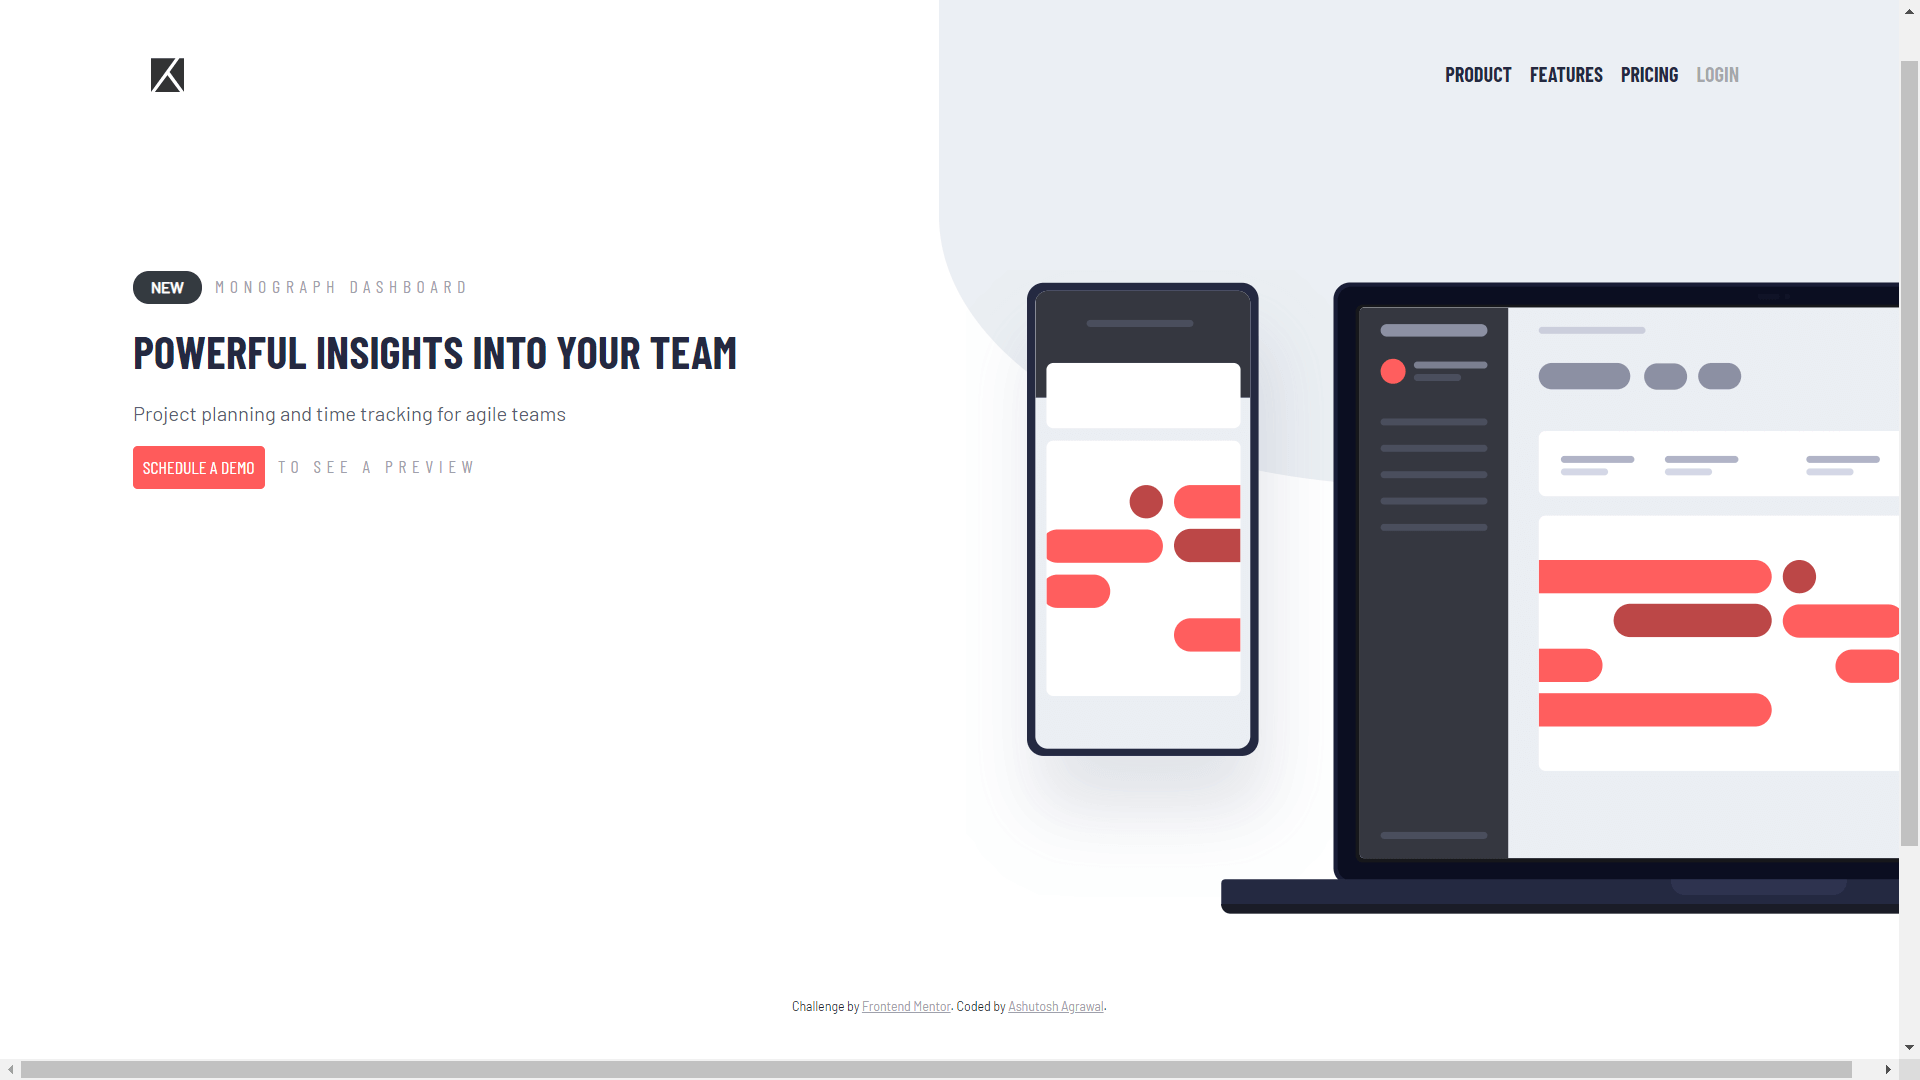 PRODUCT FEATURES PRICING LOGIN
NEW MONOGRAPH DASHBOARD
POWERFUL INSIGHTS INTO YOUR TEAM
Project planning and time tracking for agile teams
SCHEDULE A DEMO TO SEE A PREVIEW
Challenge by Frontend Mentor. Coded by Ashutosh Agrawal.